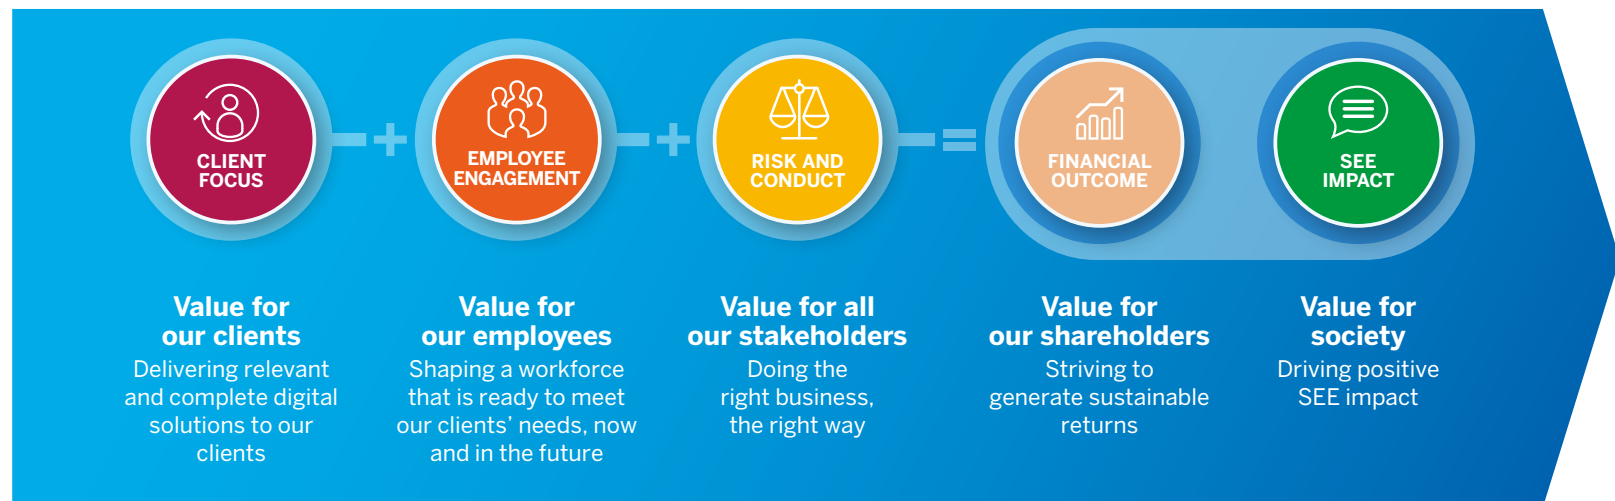 CLIENT
FOCUS
+
EMPLOYEE
ENGAGEMENT
+
RISK AND
CONDUCT
=
FINANCIAL
OUTCOME
SEE
IMPACT
Value for
our clients
Delivering relevant
and complete digital
solutions to our
clients
Value for
our employees
Shaping a workforce
that is ready to meet
our clients’ needs, now
and in the future
Value for all
our stakeholders
Doing the
right business,
the right way
Value for
our shareholders
Striving to
generate sustainable
returns
Value for
society
Driving positive
SEE impact